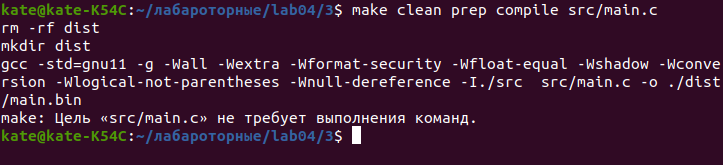 kate@kate-K54C:~/лабароторные/lab04/3$ make clean prep compile src/main.c
rm -rf dist
mkdir dist
gcc -std=gnu11 -g -Wall -Wextra -Wformat-security -Wfloat-equal -Wshadow -Wconve
rsion -Wlogical-not-parentheses -Wnull-dereference -I./src  src/main.c -o ./dist
/main.bin
make: Цель «src/main.c» не требует выполнения команд.
kate@kate-K54C:~/лабароторные/lab04/3$